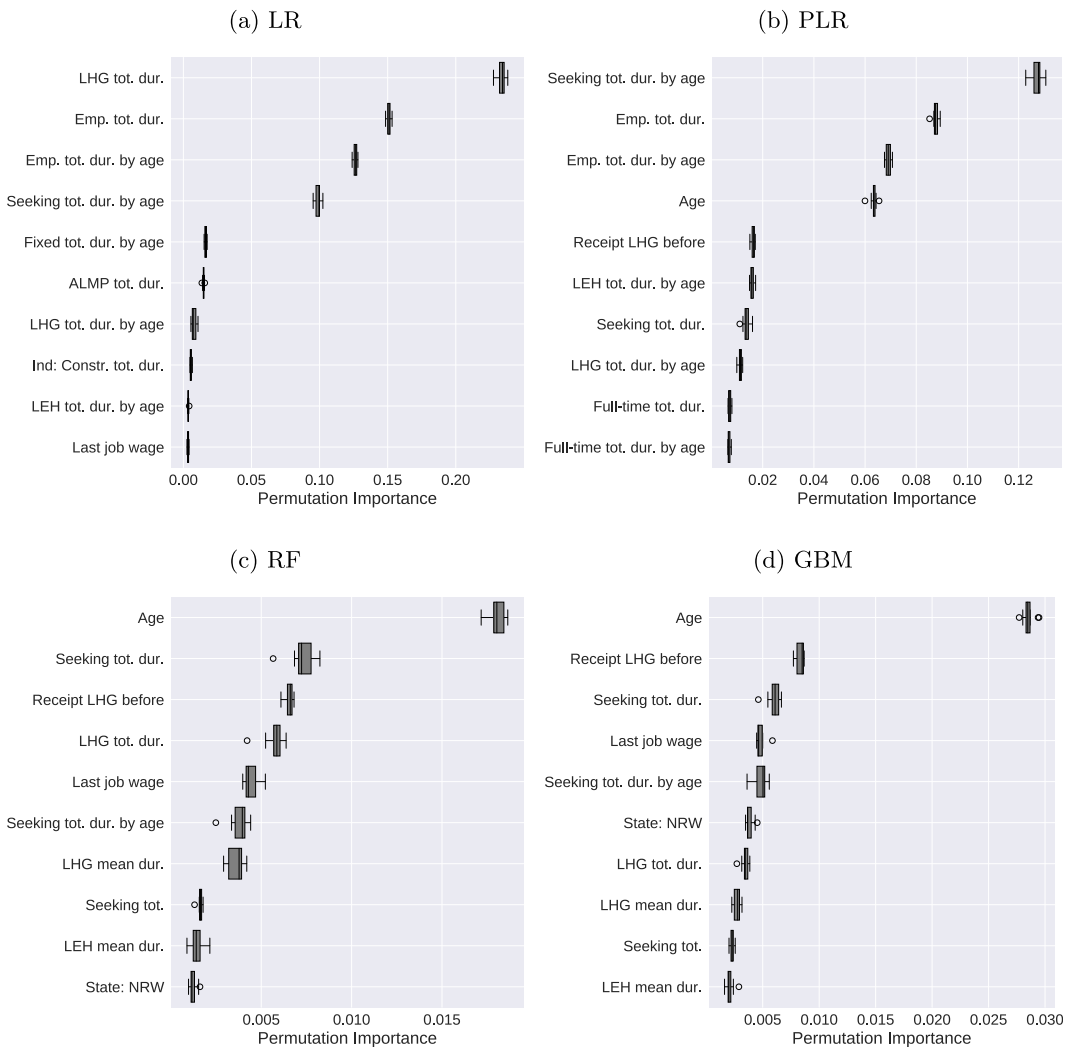 (a) LR
LHG tot. dur.
Emp. tot. dur.
Emp. tot. dur. by age
Seeking tot. dur. by age
Fixed tot. dur. by age
ALMP tot. dur.
LHG tot. dur. by age
Ind: Constr. tot. dur.
LEH tot. dur. by age
Last job wage
0.00 0.05 0.10 0.15 0.20
Permutation Importance
(b) PLR
Seeking tot. dur. by age
Emp. tot. dur.
Emp. tot. dur. by age
Age
Receipt LHG before
LEH tot. dur. by age
Seeking tot. dur.
LHG tot. dur. by age
Full-time tot. dur.
Full-time tot. dur. by age
0.02 0.04 0.06 0.08 0.10 0.12
Permutation Importance
(c) RF
Age
Seeking tot. dur.
Receipt LHG before
LHG tot. dur.
Last job wage
Seeking tot. dur. by age
LHG mean dur.
Seeking tot.
LEH mean dur.
State: NRW
0.005 0.010 0.015
Permutation Importance
(d) GBM
Age
Receipt LHG before
Seeking tot. dur.
Last job wage
Seeking tot. dur. by age
State: NRW
LHG tot. dur.
LHG mean dur.
Seeking tot.
LEH mean dur.
0.005 0.010 0.015 0.020 0.025 0.030
Permutation Importance